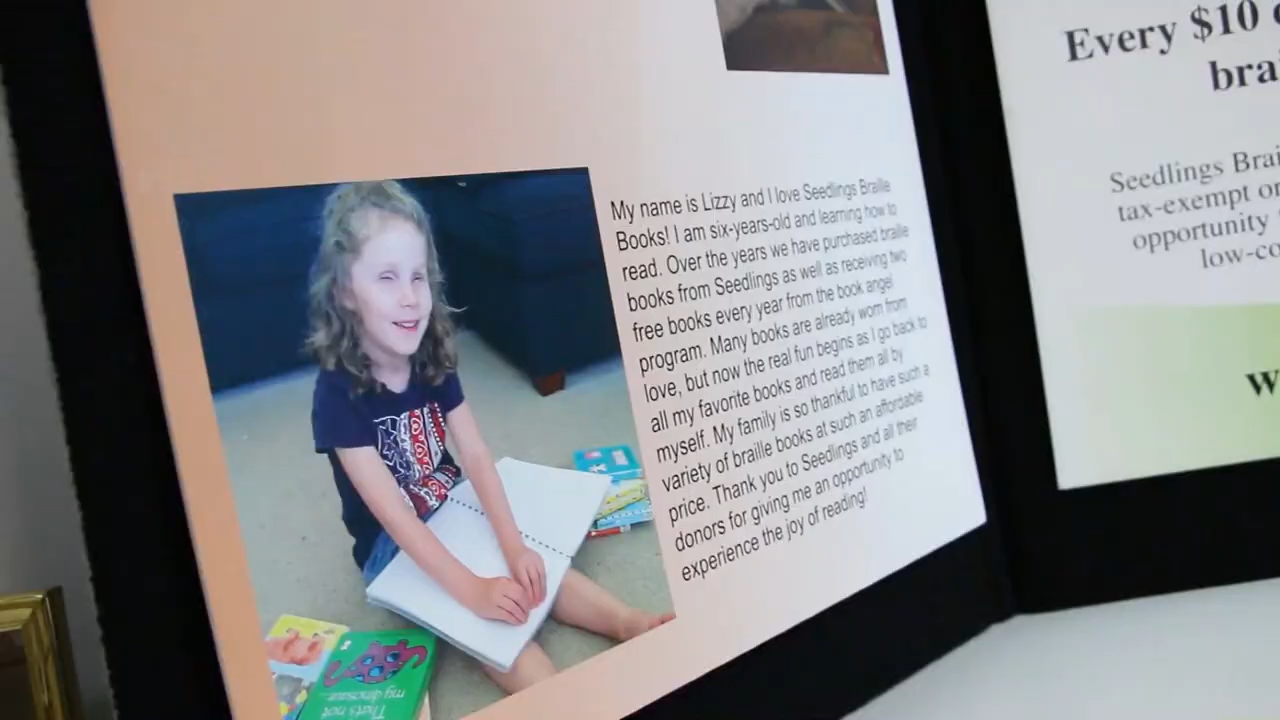 Every $10
brai
My name is Lizzy and I love Seedlings Braille
Books! I am six-years-old and learning how to
read. Over the years we have purchased braille
books from Seedlings as well as receiving two
free books every year from the book angel
program. Many books are already worn from
love, but now the real fun begins as I go back to
all my favorite books and read them all by
myself. My family is so thankful to have such a
variety of braille books at such an affordable
price. Thank you to Seedlings and all their
donors for giving me an opportunity to
experience the joy of reading!
Seedlings Brai
tax-exempt or
opportunity
low-co
w
That's not
my dinosaur...